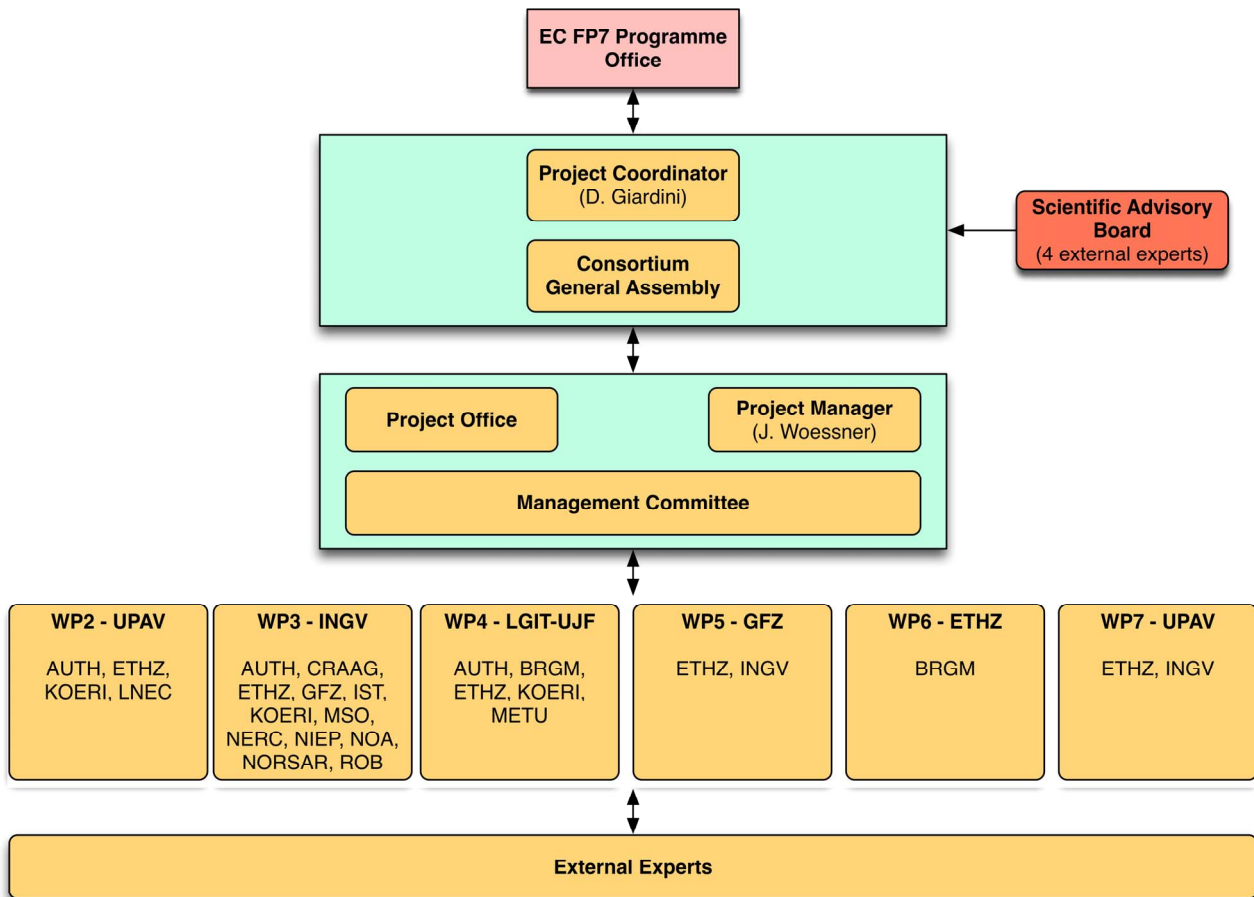 EC FP7 Programme
Office
Project Coordinator
(D. Giardini)
Consortium
General Assembly
Scientific Advisory
Board
(4 external experts)
Project Office
Project Manager
(J. Woessner)
Management Committee
WP2 - UPAV
AUTH, ETHZ,
KOERI, LNEC
WP3 - INGV
AUTH, CRAAG,
ETHZ, GFZ, IST,
KOERI, MSO,
NERC, NIEP, NOA,
NORSAR, ROB
WP4 - LGIT-UJF
AUTH, BRGM,
ETHZ, KOERI,
METU
WP5 - GFZ
ETHZ, INGV
WP6 - ETHZ
BRGM
WP7 - UPAV
ETHZ, INGV
External Experts